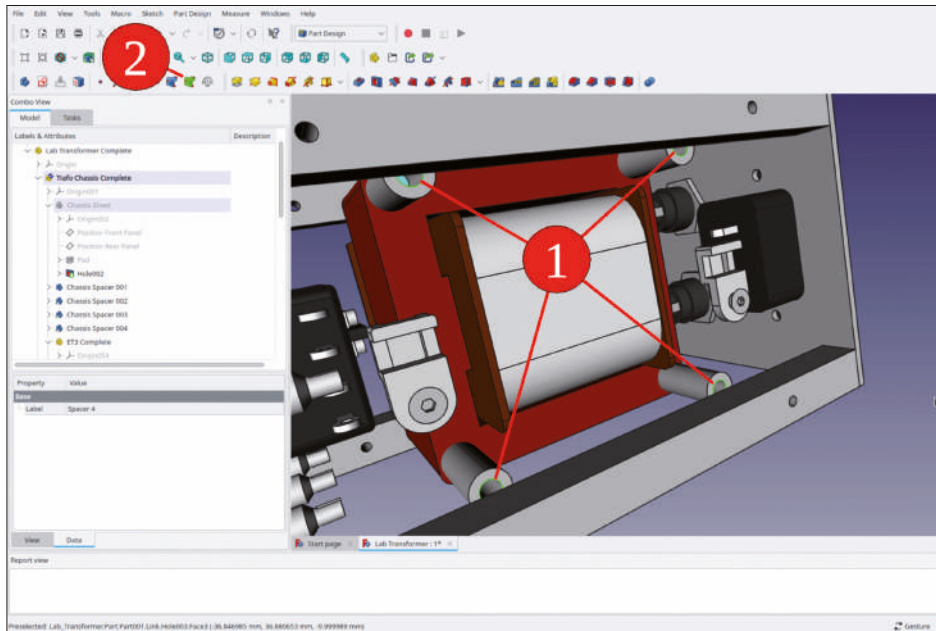 File Edit View Tools Macro Sketch Part Design Measure Windows Help
Part Design
2
Combo View
Model Tasks
Labels & Attributes Description
Lab Transformer Complete
Origin
Trafo Chassis Complete
Origin001
Chassis Sheet
Origin002
Position Front Panel
Position Rear Panel
Pad
Hole002
Chassis Spacer 001
Chassis Spacer 002
Chassis Spacer 003
Chassis Spacer 004
ET3 Complete
1
Property Value
Base
Label Spacer 4
View Data
Start page Lab Transformer : 1*
Report view
Preselected: Lab_Transformer.Part.Part001.Link.Hole003.Face3 (-36.846985 mm, 36.880653 mm, -0.999989 mm)
Gesture